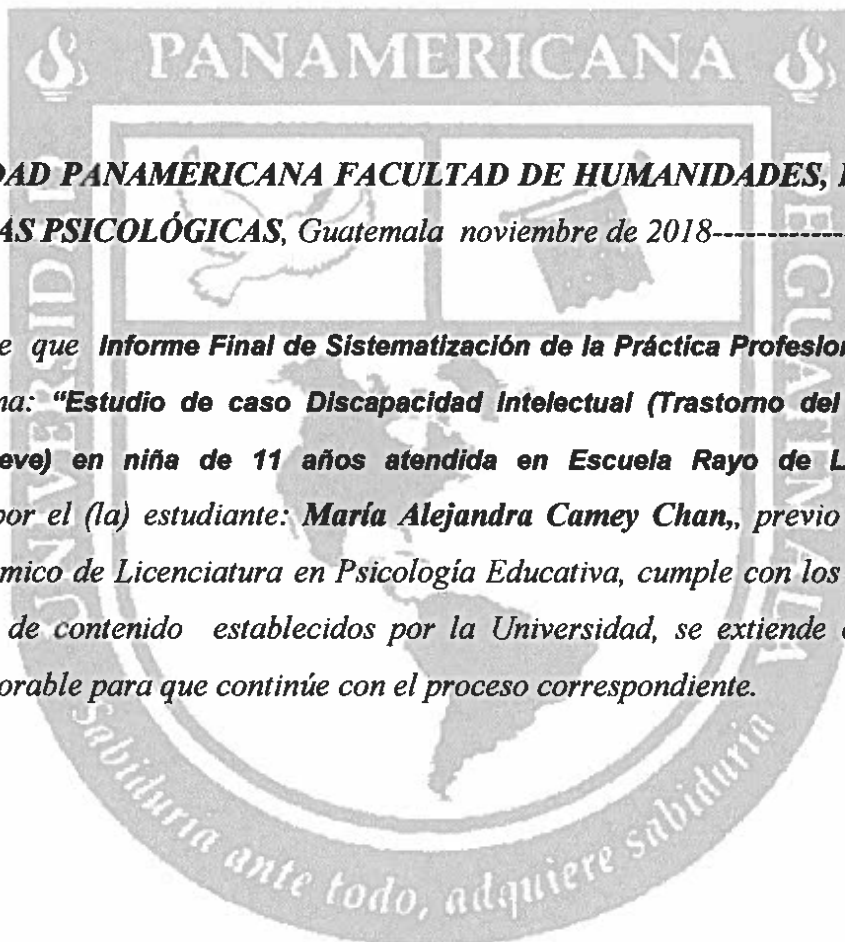 PANAMERICANA
UNIVERSIDAD
DE GUATEMALA
DAD PANAMERICANA FACULTAD DE HUMANIDADES,
AS PSICOLÓGICAS, Guatemala noviembre de 2018-------------
e que Informe Final de Sistematización de la Práctica Profesion
na: "Estudio de caso Discapacidad Intelectual (Trastorno del
eve) en niña de 11 años atendida en Escuela Rayo de L
por el (la) estudiante: María Alejandra Camey Chan,, previo
mico de Licenciatura en Psicología Educativa, cumple con los
de contenido establecidos por la Universidad, se extiende
orable para que continúe con el proceso correspondiente.
Sabiduría ante todo, adquiere sabiduría